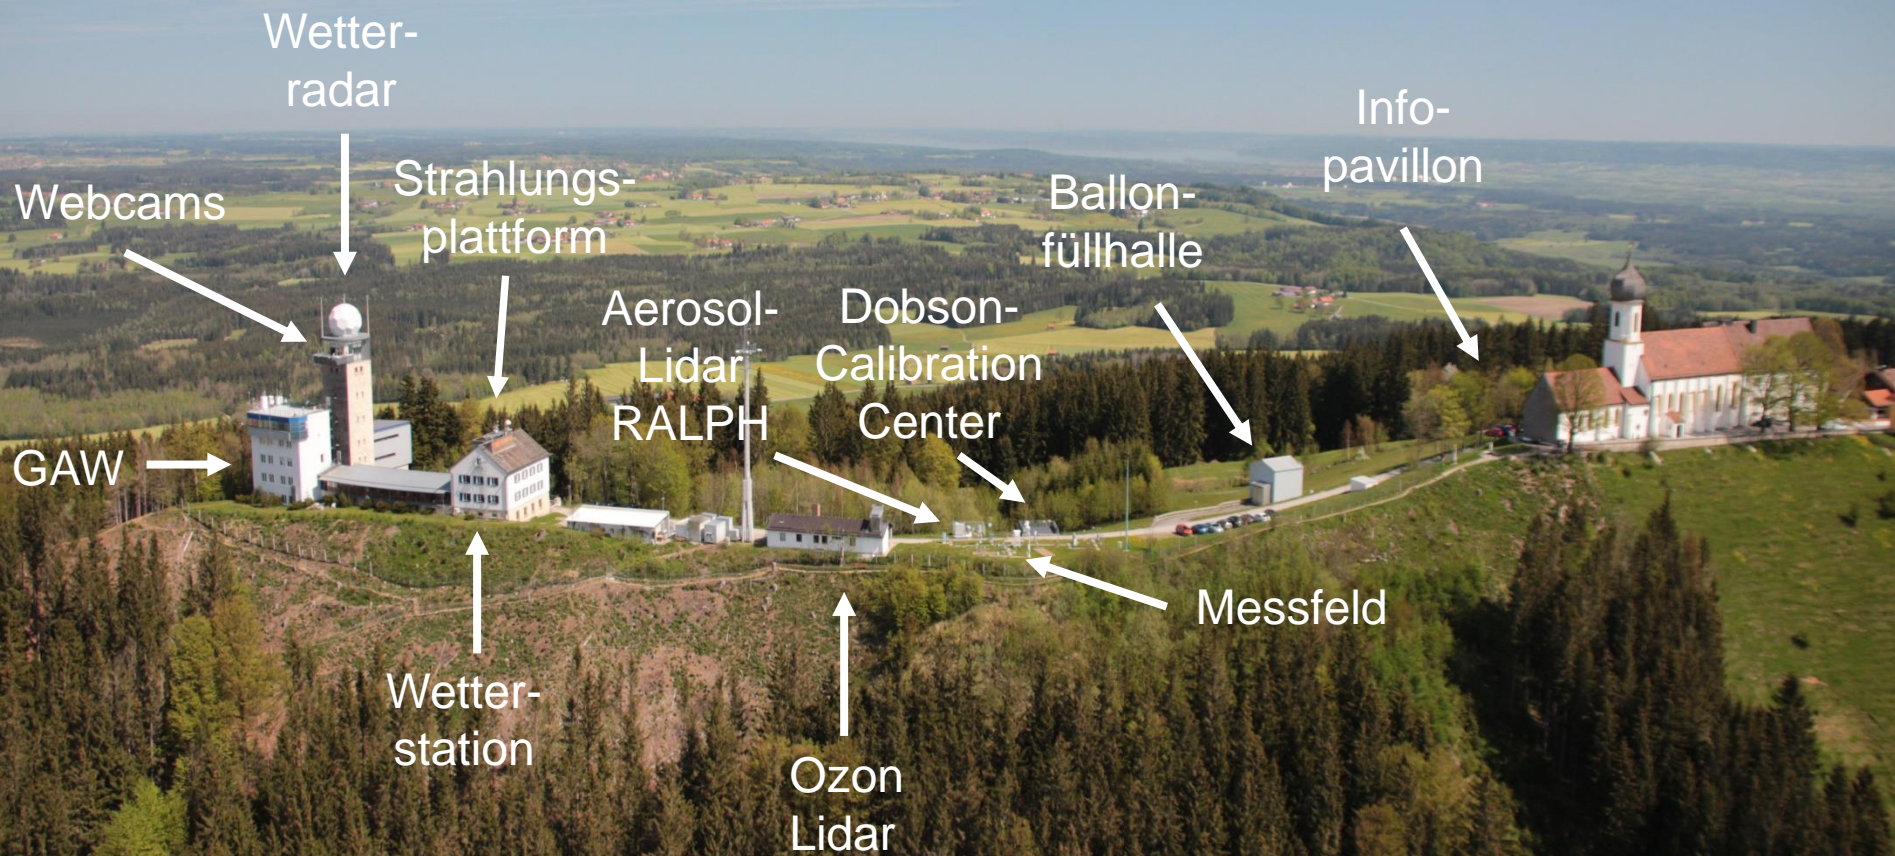 Wetter-
radar
Webcams
Strahlungs-
plattform
Info-
pavillon
Ballon-
füllhalle
Aerosol-
Lidar
RALPH
Dobson-
Calibration
Center
GAW
Messfeld
Wetter-
station
Ozon
Lidar